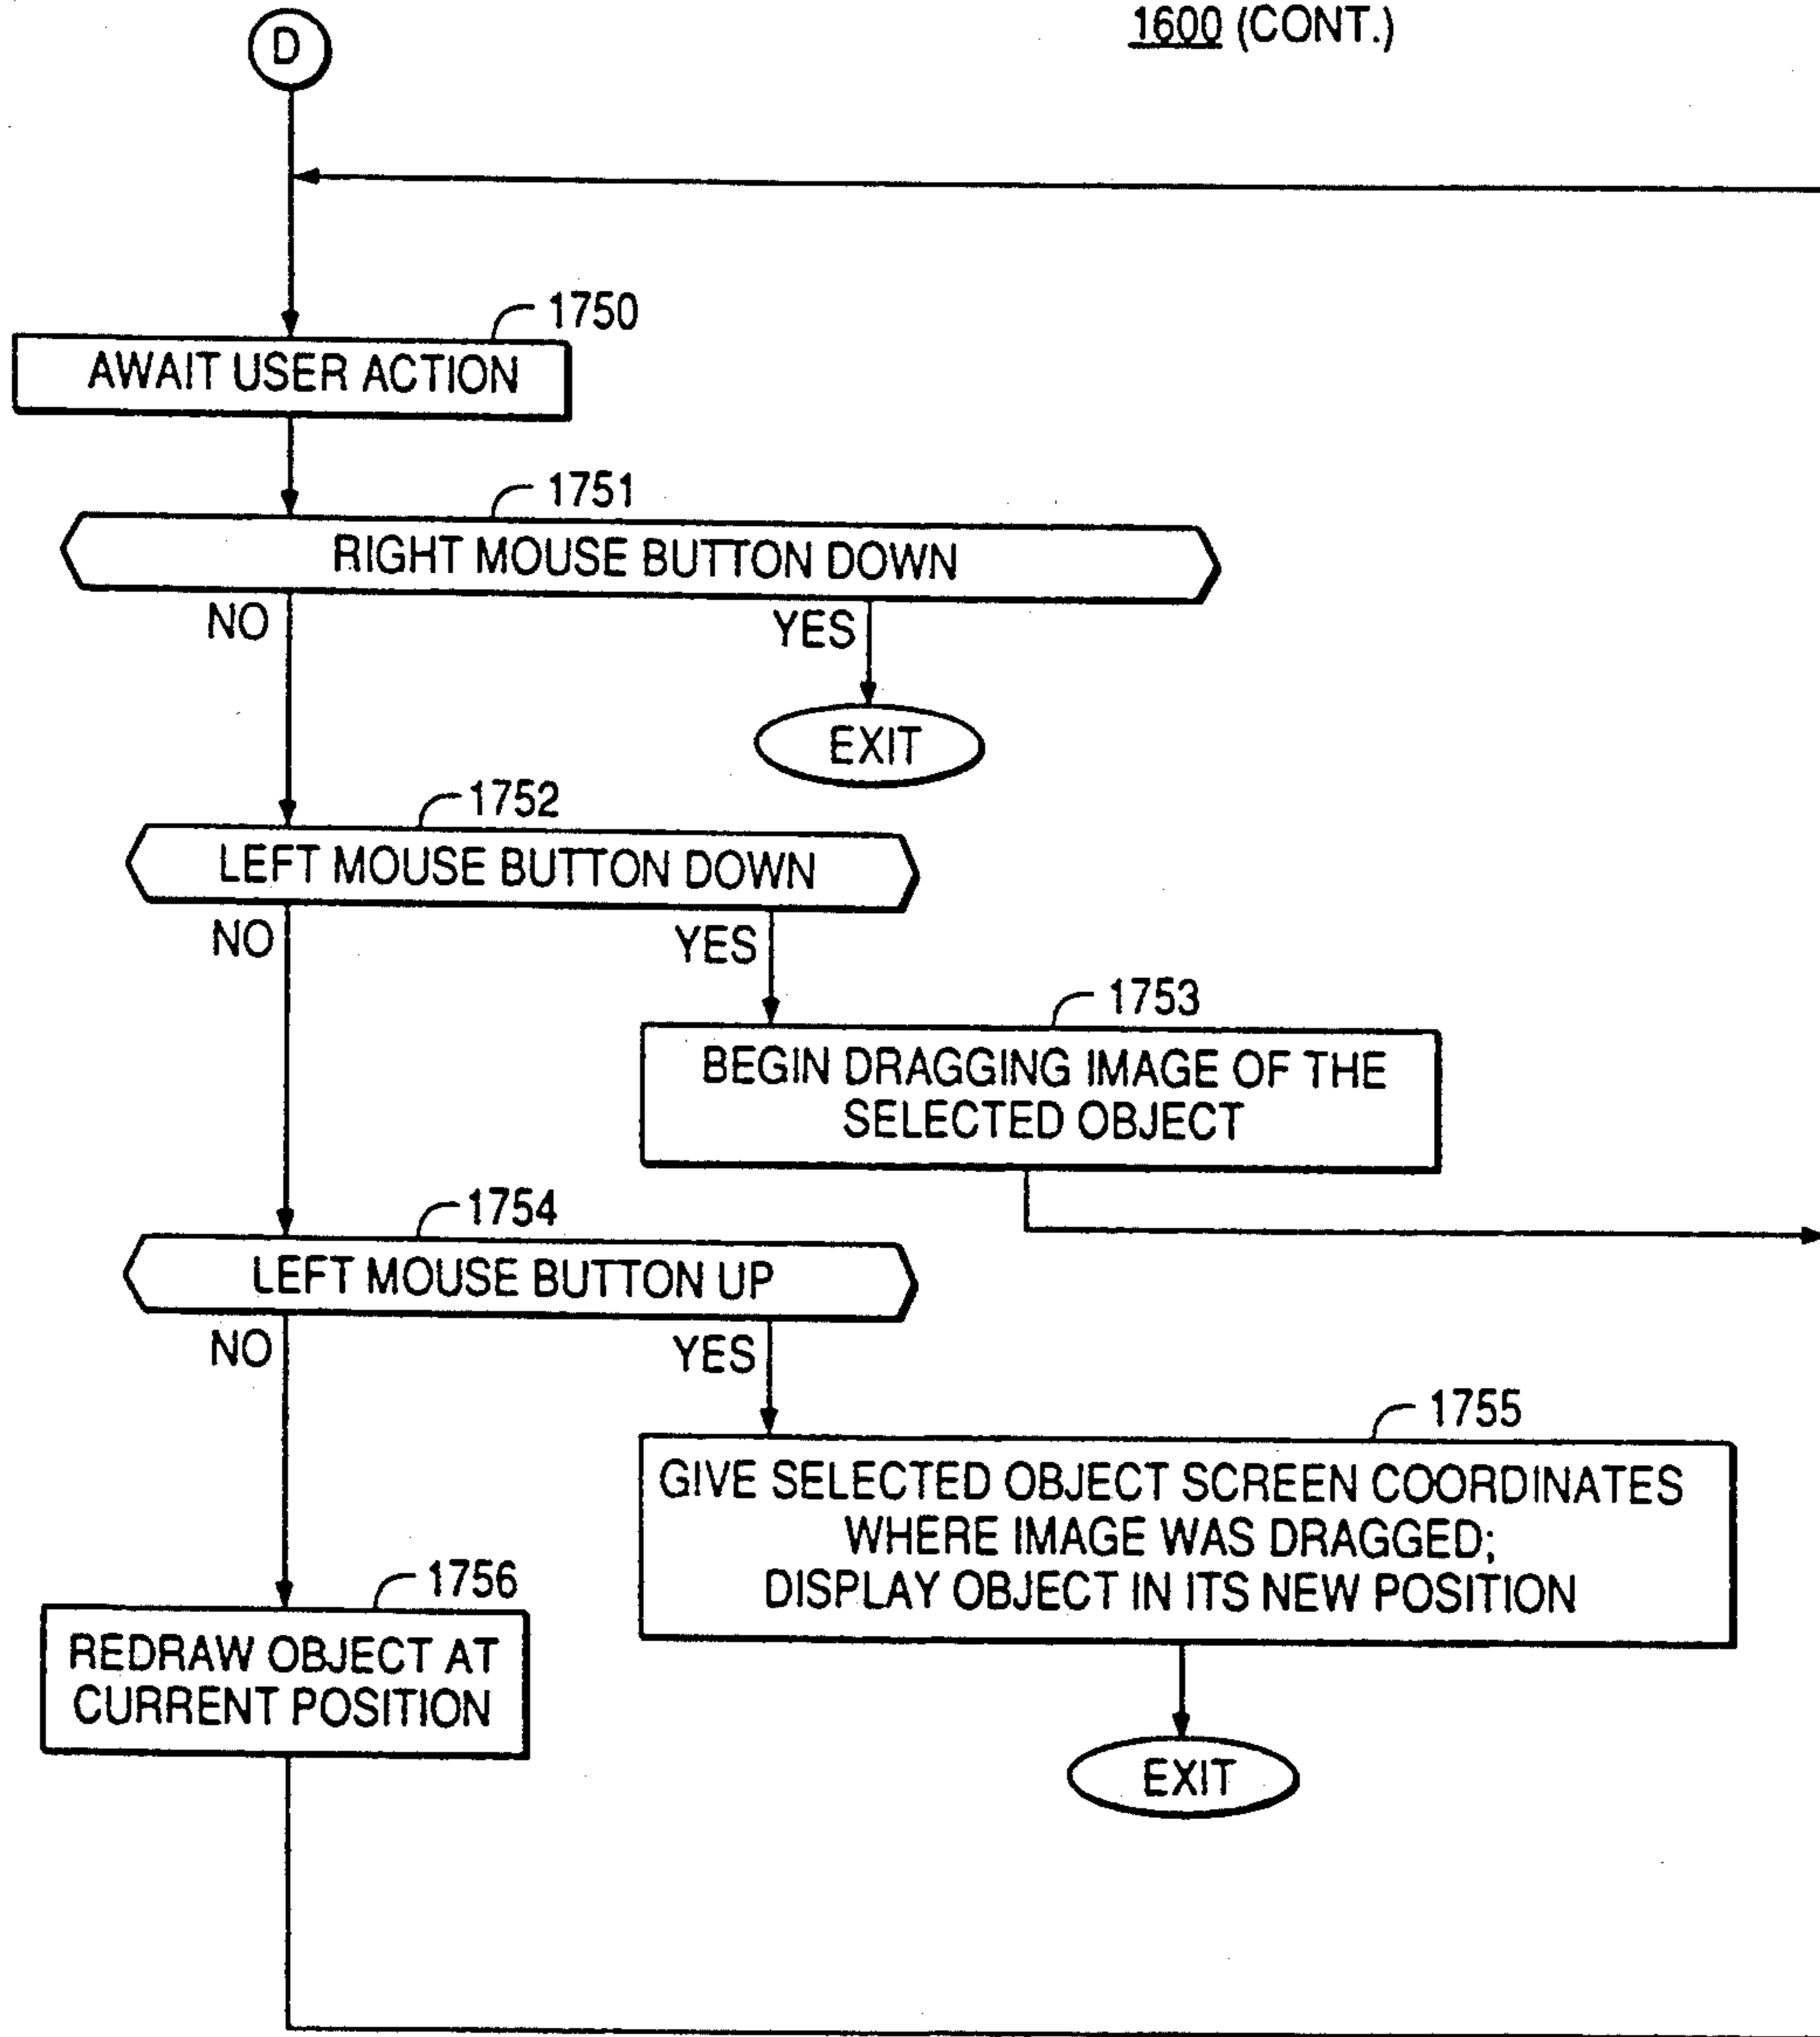 D
1600 (CONT.)
1750
AWAIT USER ACTION
1751
RIGHT MOUSE BUTTON DOWN
NO
YES
EXIT
1752
LEFT MOUSE BUTTON DOWN
NO
YES
1753
BEGIN DRAGGING IMAGE OF THE
SELECTED OBJECT
1754
LEFT MOUSE BUTTON UP
NO
YES
1755
GIVE SELECTED OBJECT SCREEN COORDINATES
WHERE IMAGE WAS DRAGGED;
DISPLAY OBJECT IN ITS NEW POSITION
1756
REDRAW OBJECT AT
CURRENT POSITION
EXIT